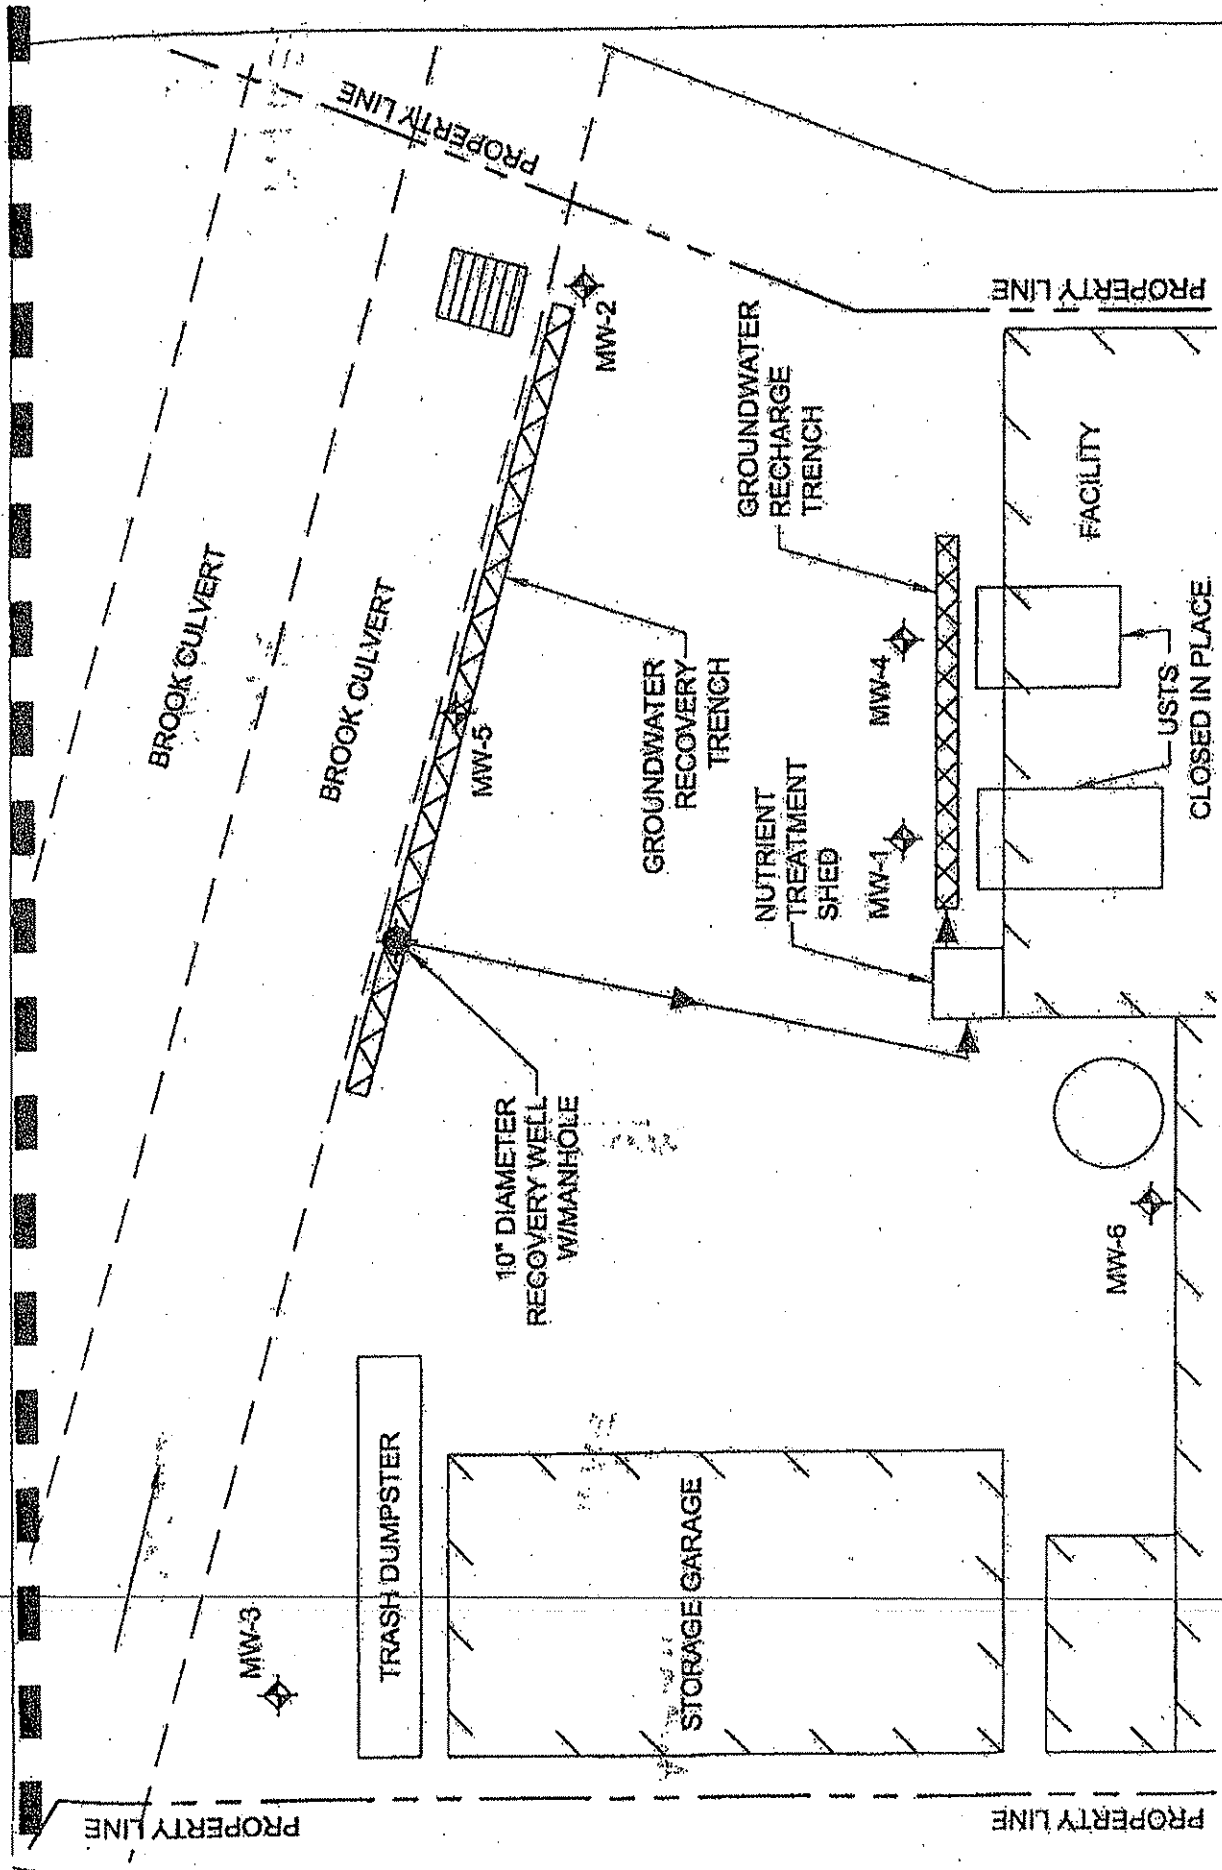 PROPERTY LINE
BROOK CULVERT
BROOK CULVERT
PROPERTY LINE
MW-3
TRASH DUMPSTER
10" DIAMETER
RECOVERY WELL
W/MANHOLE
MW-5
MW-2
GROUNDWATER
RECOVERY
TRENCH
GROUNDWATER
RECHARGE
TRENCH
STORAGE GARAGE
NUTRIENT
TREATMENT
SHED
MW-1
MW-4
PROPERTY LINE
FACILITY
MW-6
USTS
CLOSED IN PLACE
PROPERTY LINE